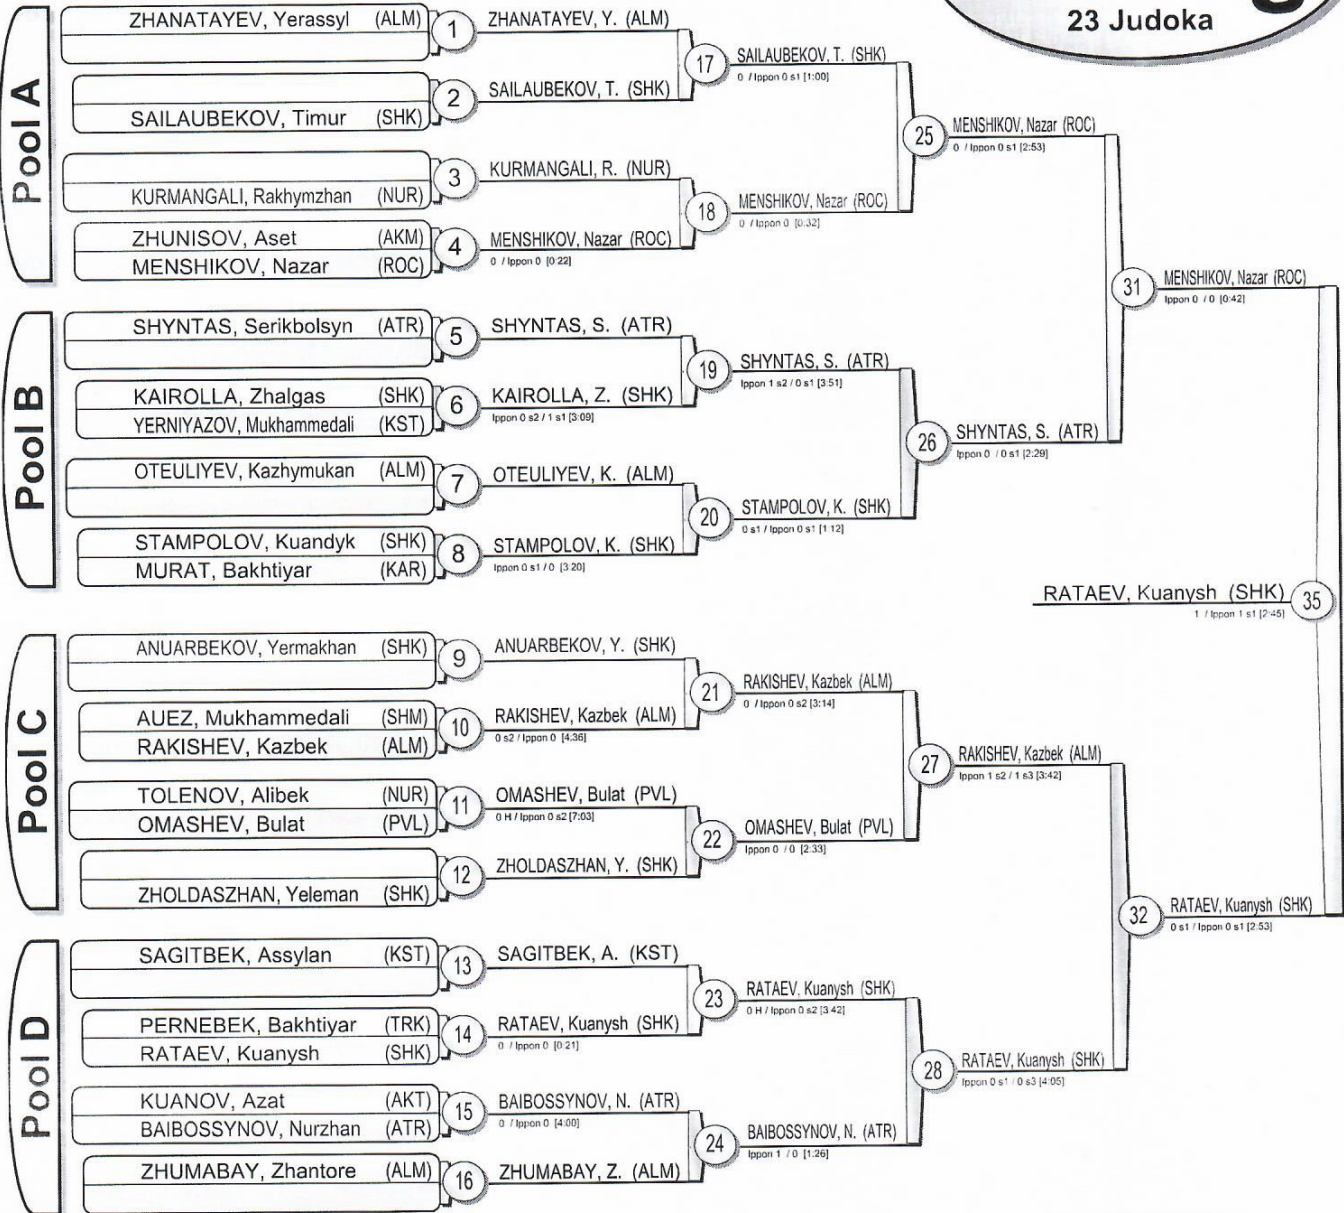 23 Judoka
Pool A
ZHANATAYEV, Yerassyl (ALM)
1
ZHANATAYEV, Y. (ALM)
17
SAILAUBEKOV, T. (SHK)
0 / Ippon 0 s1 [1:00]
2
SAILAUBEKOV, T. (SHK)
SAILAUBEKOV, Timur (SHK)
25
MENSHIKOV, Nazar (ROC)
0 / Ippon 0 s1 [2:53]
3
KURMANGALI, R. (NUR)
KURMANGALI, Rakhymzhan (NUR)
18
MENSHIKOV, Nazar (ROC)
0 / Ippon 0 [0:32]
ZHUNISOV, Aset (AKM)
4
MENSHIKOV, Nazar (ROC)
0 / Ippon 0 [0:22]
MENSHIKOV, Nazar (ROC)
31
MENSHIKOV, Nazar (ROC)
Ippon 0 / 0 [0:42]
Pool B
SHYNTAS, Serikbolsyn (ATR)
5
SHYNTAS, S. (ATR)
19
SHYNTAS, S. (ATR)
Ippon 1 s2 / 0 s1 [3:51]
KAIROLLA, Zhalgas (SHK)
6
KAIROLLA, Z. (SHK)
Ippon 0 s2 / 1 s1 [3:09]
YERNIYAZOV, Mukhammedali (KST)
26
SHYNTAS, S. (ATR)
Ippon 0 / 0 s1 [2:29]
OTEULIYEV, Kazhymukan (ALM)
7
OTEULIYEV, K. (ALM)
20
STAMPOLOV, K. (SHK)
0 s1 / Ippon 0 s1 [1:12]
STAMPOLOV, Kuandyk (SHK)
8
STAMPOLOV, K. (SHK)
Ippon 0 s1 / 0 [3:20]
MURAT, Bakhtiyar (KAR)
RATAEV, Kuanysh (SHK)
35
1 / Ippon 1 s1 [2:45]
Pool C
ANUARBEKOV, Yermakhan (SHK)
9
ANUARBEKOV, Y. (SHK)
21
RAKISHEV, Kazbek (ALM)
0 / Ippon 0 s2 [3:14]
AUEZ, Mukhammedali (SHM)
10
RAKISHEV, Kazbek (ALM)
0 s2 / Ippon 0 [4:36]
RAKISHEV, Kazbek (ALM)
27
RAKISHEV, Kazbek (ALM)
Ippon 1 s2 / 1 s3 [3:42]
TOLENOV, Alibek (NUR)
11
OMASHEV, Bulat (PVL)
0 H / Ippon 0 s2 [7:03]
OMASHEV, Bulat (PVL)
22
OMASHEV, Bulat (PVL)
Ippon 0 / 0 [2:33]
12
ZHOLDASZHAN, Y. (SHK)
ZHOLDASZHAN, Yeleman (SHK)
32
RATAEV, Kuanysh (SHK)
0 s1 / Ippon 0 s1 [2:53]
Pool D
SAGITBEK, Assylan (KST)
13
SAGITBEK, A. (KST)
23
RATAEV, Kuanysh (SHK)
0 H / Ippon 0 s2 [3:42]
PERNEBEK, Bakhtiyar (TRK)
14
RATAEV, Kuanysh (SHK)
0 / Ippon 0 [0:21]
RATAEV, Kuanysh (SHK)
28
RATAEV, Kuanysh (SHK)
Ippon 0 s1 / 0 s3 [4:05]
KUANOV, Azat (AKT)
15
BAIBOSSYNOV, N. (ATR)
0 / Ippon 0 [4:00]
BAIBOSSYNOV, Nurzhan (ATR)
24
BAIBOSSYNOV, N. (ATR)
Ippon 1 / 0 [1:26]
ZHUMABAY, Zhantore (ALM)
16
ZHUMABAY, Z. (ALM)